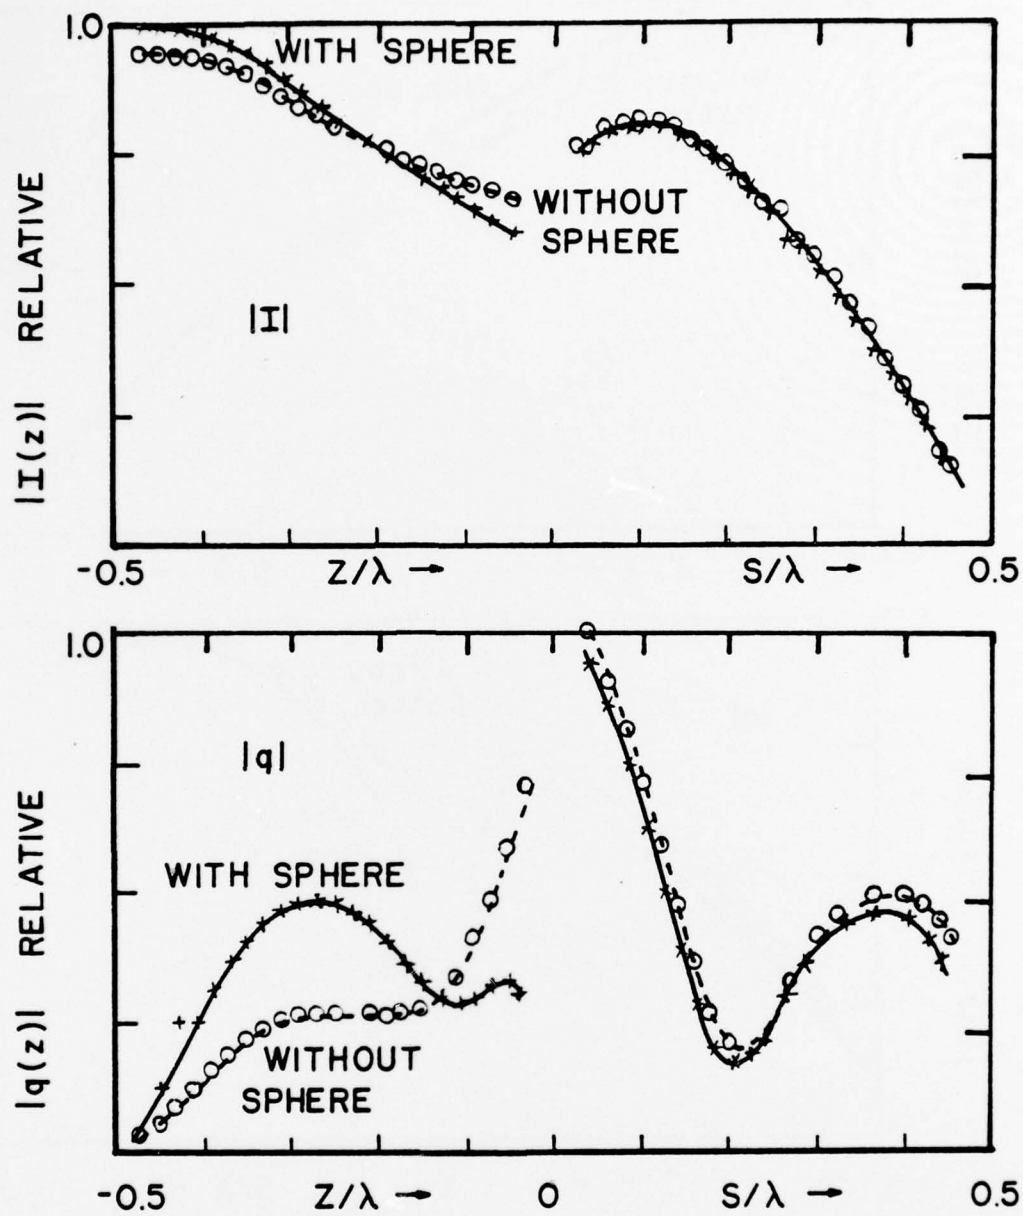 1.0
WITH SPHERE
WITHOUT
SPHERE
|I|
|I(z)| RELATIVE
-0.5
Z/λ →
S/λ →
0.5
1.0
|q|
WITH SPHERE
WITHOUT
SPHERE
|q(z)| RELATIVE
-0.5
Z/λ →
0
S/λ →
0.5